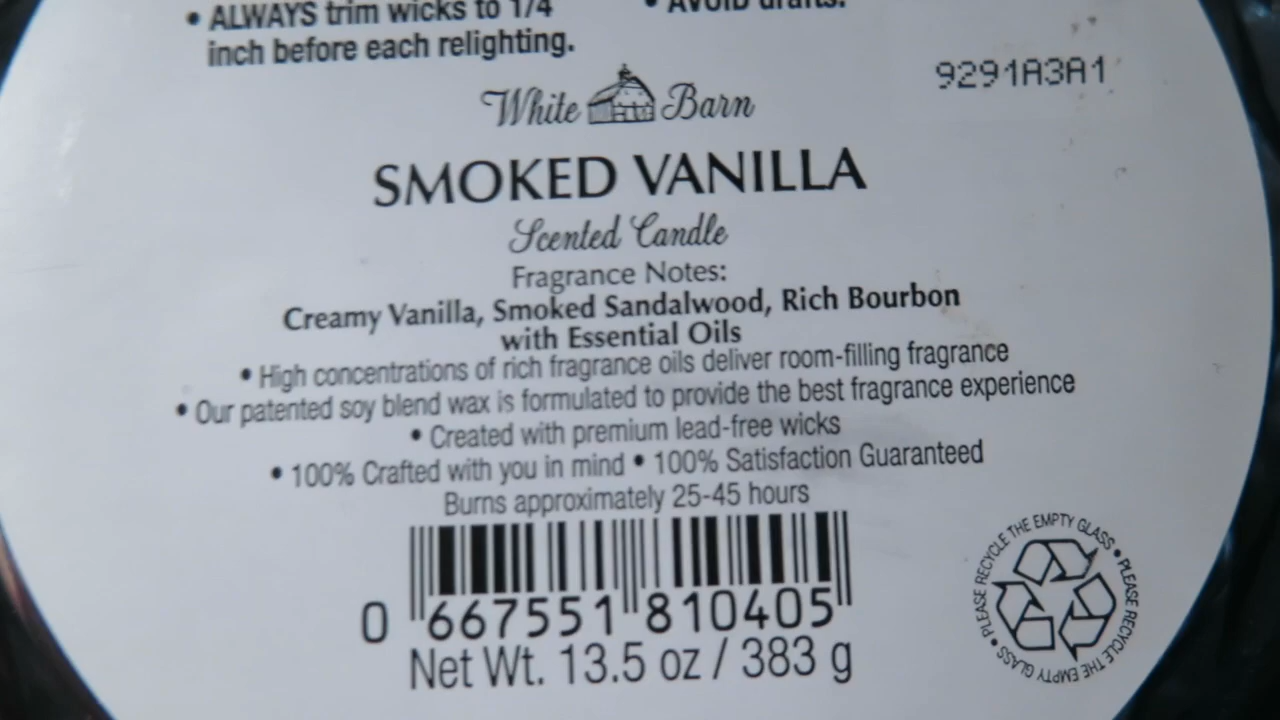 • ALWAYS trim wicks to 1/4
inch before each relighting.
• AVOID drafts.
9291A3A1
White Barn
SMOKED VANILLA
Scented Candle
Fragrance Notes:
Creamy Vanilla, Smoked Sandalwood, Rich Bourbon
with Essential Oils
• High concentrations of rich fragrance oils deliver room-filling fragrance
• Our patented soy blend wax is formulated to provide the best fragrance experience
• Created with premium lead-free wicks
• 100% Crafted with you in mind • 100% Satisfaction Guaranteed
Burns approximately 25-45 hours
0 667551 810405
Net Wt. 13.5 oz / 383 g
• PLEASE RECYCLE THE EMPTY GLASS • PLEASE RECYCLE THE EMPTY GLASS